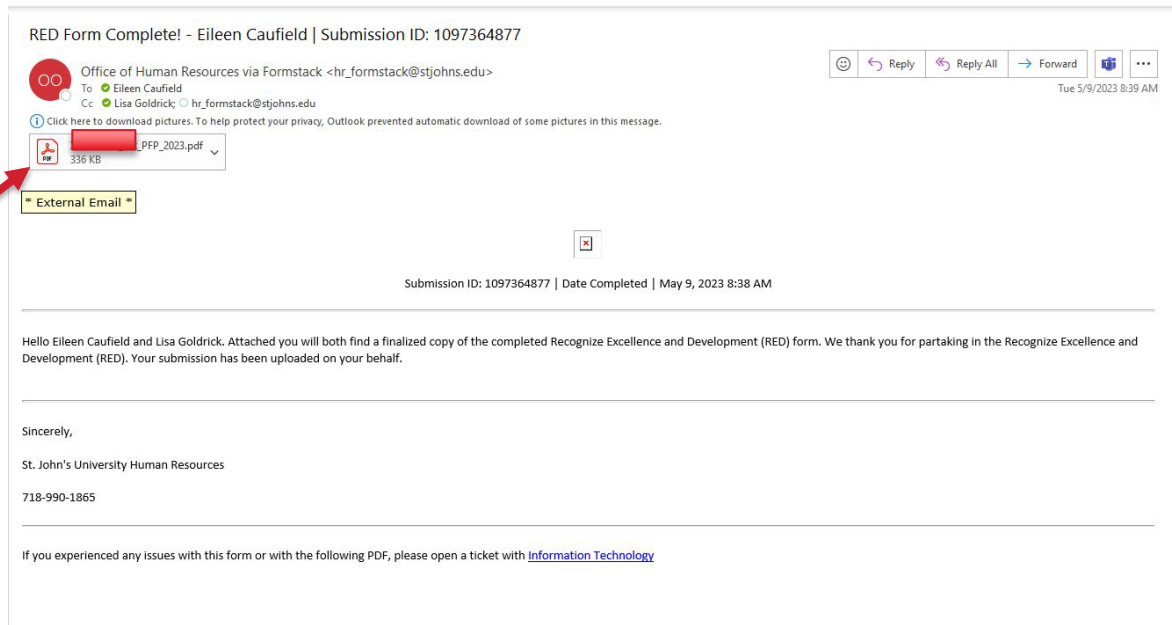 RED Form Complete! - Eileen Caufield | Submission ID: 1097364877
OO
Office of Human Resources via Formstack <hr_formstack@stjohns.edu>
To Eileen Caufield
Cc Lisa Goldrick; hr_formstack@stjohns.edu
Reply
Reply All
Forward
Tue 5/9/2023 8:39 AM
Click here to download pictures. To help protect your privacy, Outlook prevented automatic download of some pictures in this message.
PDF
_PFP_2023.pdf
336 KB
* External Email *
Submission ID: 1097364877 | Date Completed | May 9, 2023 8:38 AM
Hello Eileen Caufield and Lisa Goldrick. Attached you will both find a finalized copy of the completed Recognize Excellence and Development (RED) form. We thank you for partaking in the Recognize Excellence and
Development (RED). Your submission has been uploaded on your behalf.
Sincerely,
St. John's University Human Resources
718-990-1865
If you experienced any issues with this form or with the following PDF, please open a ticket with Information Technology